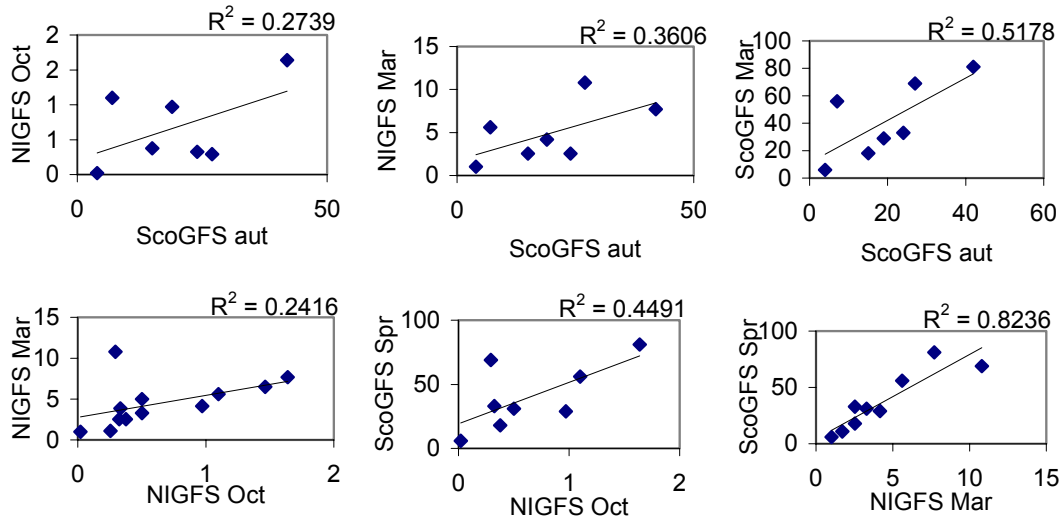 R² = 0.2739
NIGFS Oct
2
2
1
1
0
0 50
ScoGFS aut
R² = 0.3606
NIGFS Mar
15
10
5
0
0 50
ScoGFS aut
R² = 0.5178
ScoGFS Mar
100
80
60
40
20
0
0 20 40 60
ScoGFS aut
R² = 0.2416
NIGFS Mar
15
10
5
0
0 1 2
NIGFS Oct
R² = 0.4491
ScoGFS Spr
100
50
0
0 1 2
NIGFS Oct
R² = 0.8236
ScoGFS Spr
100
50
0
0 5 10 15
NIGFS Mar